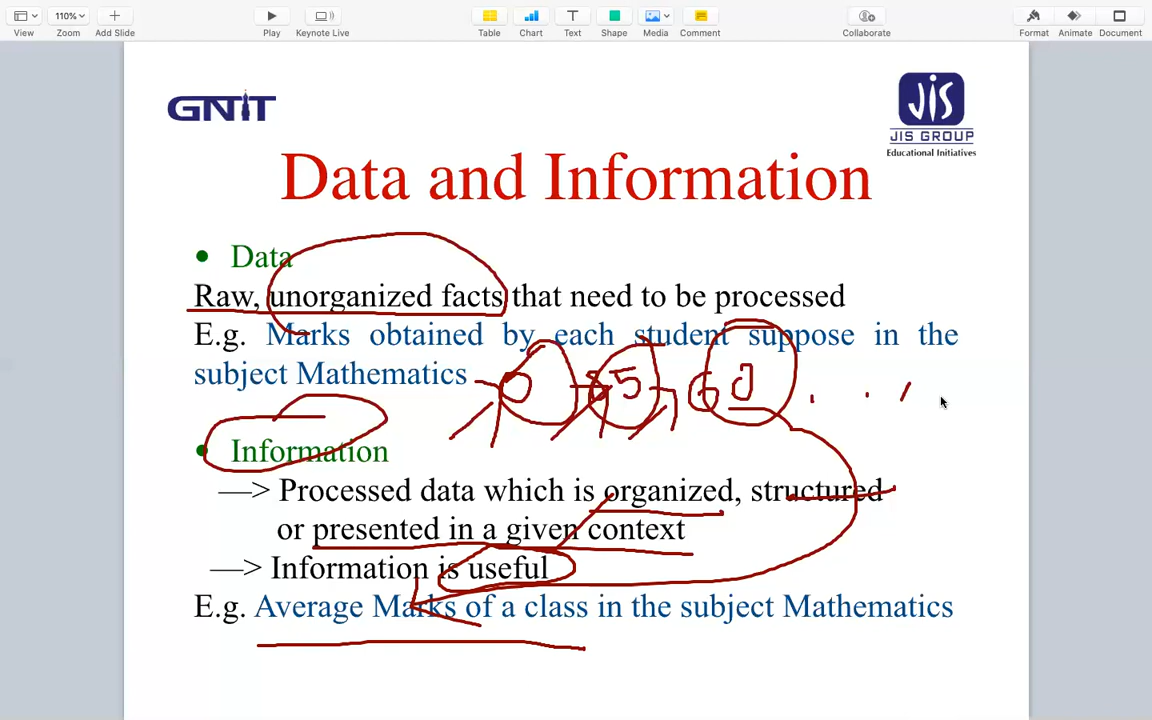 View
110%
Zoom
Add Slide
Play
Keynote Live
Table
Chart
Text
Shape
Media
Comment
Collaborate
Format
Animate
Document
GNIT
JIS
JIS GROUP
Educational Initiatives
Data and Information
• Data
Raw, unorganized facts that need to be processed
E.g. Marks obtained by each student suppose in the
subject Mathematics
• Information
—> Processed data which is organized, structured
or presented in a given context
—> Information is useful
E.g. Average Marks of a class in the subject Mathematics